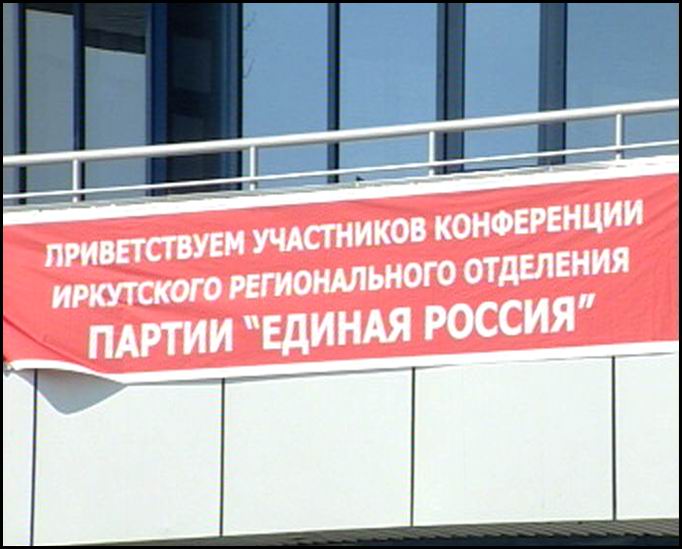 ПРИВЕТСТВУЕМ УЧАСТНИКОВ КОНФЕРЕНЦИИ
ИРКУТСКОГО РЕГИОНАЛЬНОГО ОТДЕЛЕНИЯ
ПАРТИИ “ЕДИНАЯ РОССИЯ”